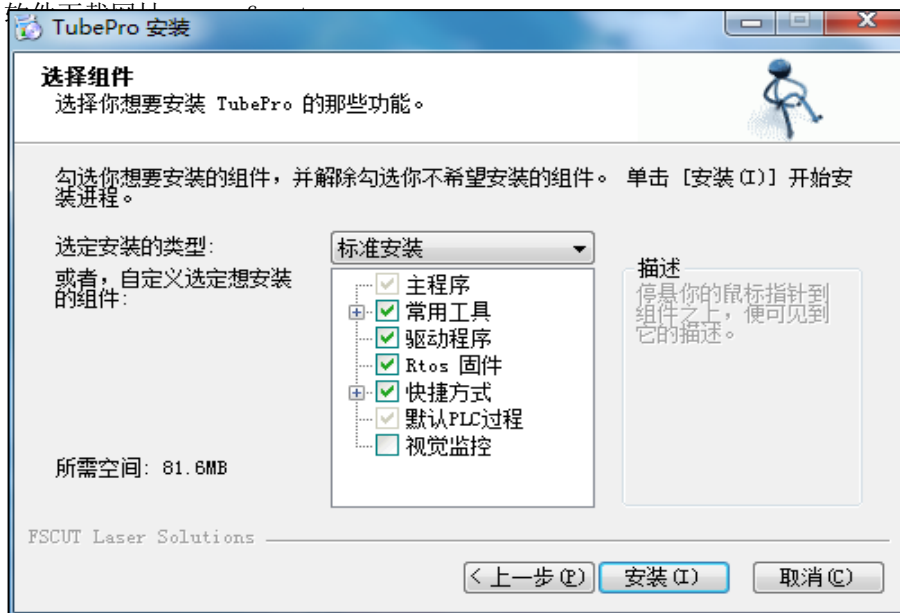 TubePro 安装
选择组件
选择你想要安装 TubePro 的那些功能。
勾选你想要安装的组件，并解除勾选你不希望安装的组件。 单击 [安装(I)] 开始安
装进程。
选定安装的类型:
标准安装
或者，自定义选定想安装
的组件:
主程序
常用工具
驱动程序
Rtos 固件
快捷方式
默认PLC过程
视觉监控
描述
停悬你的鼠标指针到
组件之上，便可见到
它的描述。
所需空间: 81.6MB
FSCUT Laser Solutions
< 上一步(P)
安装(I)
取消(C)